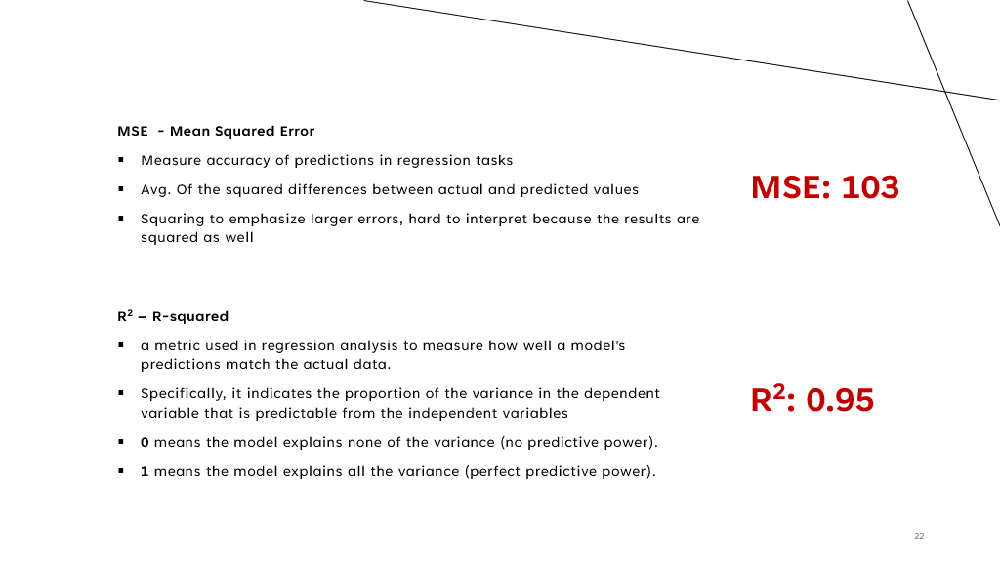 MSE  - Mean Squared Error
▪ Measure accuracy of predictions in regression tasks
▪ Avg. Of the squared differences between actual and predicted values
▪ Squaring to emphasize larger errors, hard to interpret because the results are
squared as well
MSE: 103
R² – R-squared
▪ a metric used in regression analysis to measure how well a model's
predictions match the actual data.
▪ Specifically, it indicates the proportion of the variance in the dependent
variable that is predictable from the independent variables
▪ 0 means the model explains none of the variance (no predictive power).
▪ 1 means the model explains all the variance (perfect predictive power).
R²: 0.95
22